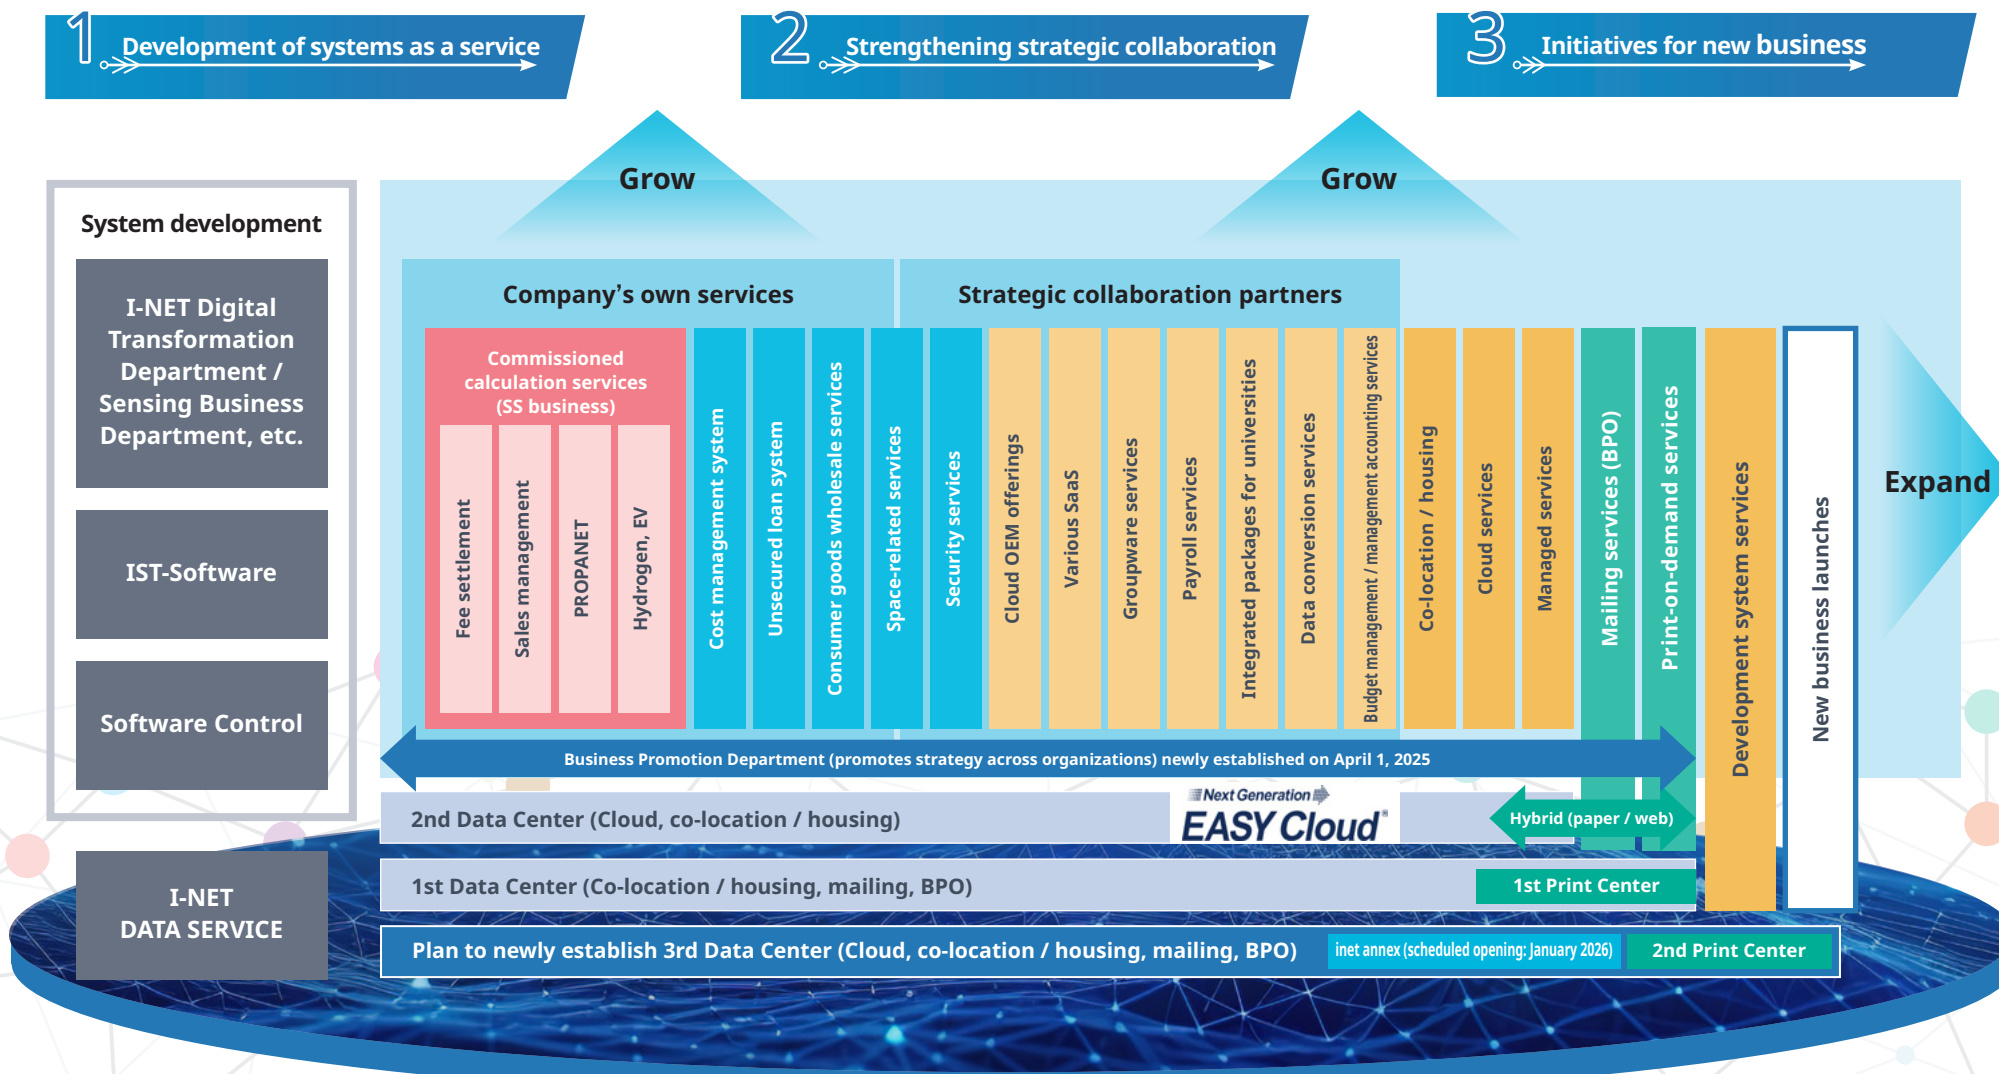 1
Development of systems as a service
2
Strengthening strategic collaboration
3
Initiatives for new business
Grow
Grow
System development
I-NET Digital
Transformation
Department /
Sensing Business
Department, etc.
IST-Software
Software Control
I-NET
DATA SERVICE
Company’s own services
Strategic collaboration partners
Commissioned
calculation services
(SS business)
Fee settlement
Sales management
PROPANET
Hydrogen, EV
Cost management system
Unsecured loan system
Consumer goods wholesale services
Space-related services
Security services
Cloud OEM offerings
Various SaaS
Groupware services
Payroll services
Integrated packages for universities
Data conversion services
Budget management / management accounting services
Co-location / housing
Cloud services
Managed services
Mailing services (BPO)
Print-on-demand services
Development system services
New business launches
Expand
Business Promotion Department (promotes strategy across organizations) newly established on April 1, 2025
2nd Data Center (Cloud, co-location / housing)
Next Generation
EASY Cloud®
Hybrid (paper / web)
1st Data Center (Co-location / housing, mailing, BPO)
1st Print Center
Plan to newly establish 3rd Data Center (Cloud, co-location / housing, mailing, BPO)
inet annex (scheduled opening: January 2026)
2nd Print Center